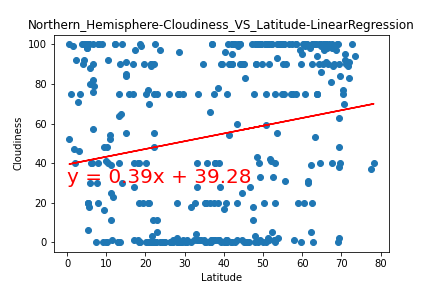 Northern_Hemisphere-Cloudiness_VS_Latitude-LinearRegression
100
80
60
40
20
0
Cloudiness
y = 0.39x + 39.28
0 10 20 30 40 50 60 70 80
Latitude